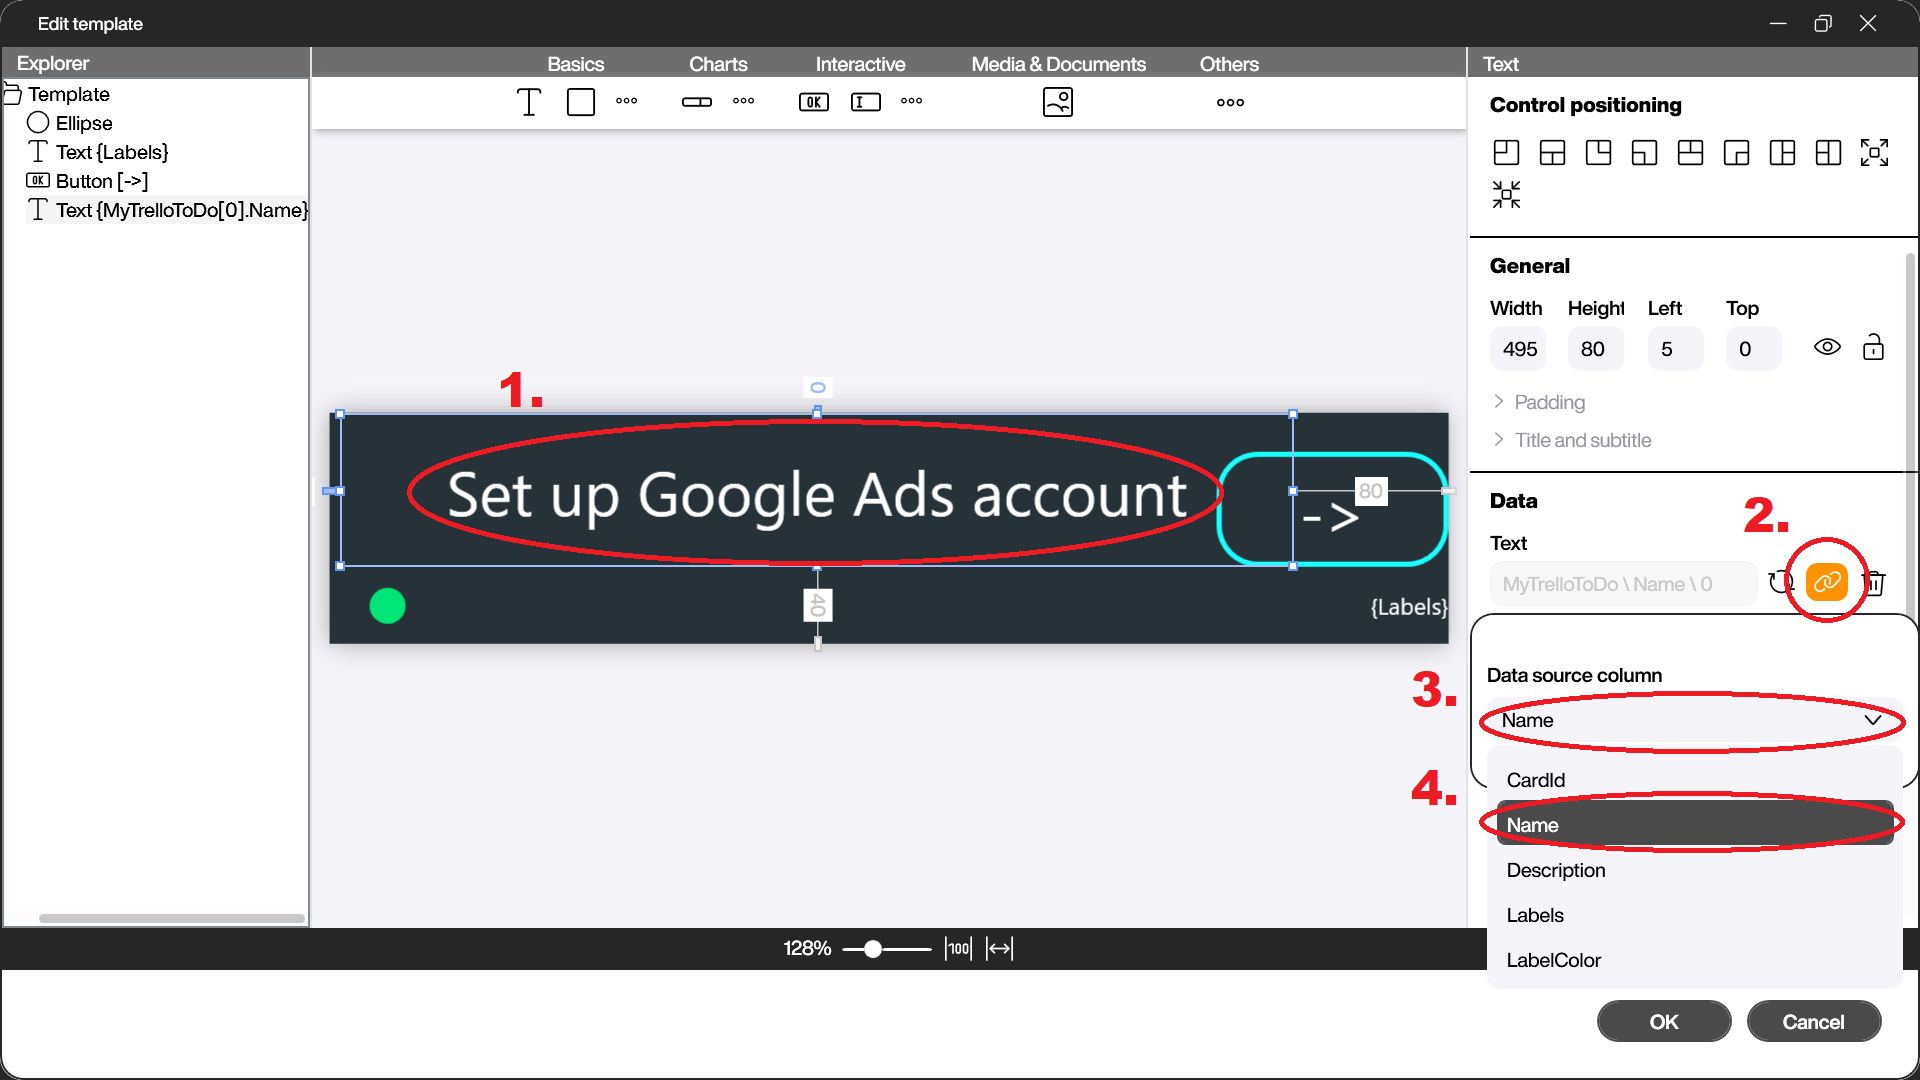 Edit template
Explorer
Basics
Charts
Interactive
Media & Documents
Others
Text
Template
Ellipse
Text {Labels}
OK Button [->]
Text {MyTrelloToDo[0].Name}
OK
I
Control positioning
General
Width Height Left Top
495 80 5 0
Padding
Title and subtitle
Data
Text
MyTrelloToDo \ Name \ 0
Data source column
Name
CardId
Name
Description
Labels
LabelColor
1.
2.
3.
4.
0
Set up Google Ads account
80
->
40
{Labels}
128%
100
OK
Cancel